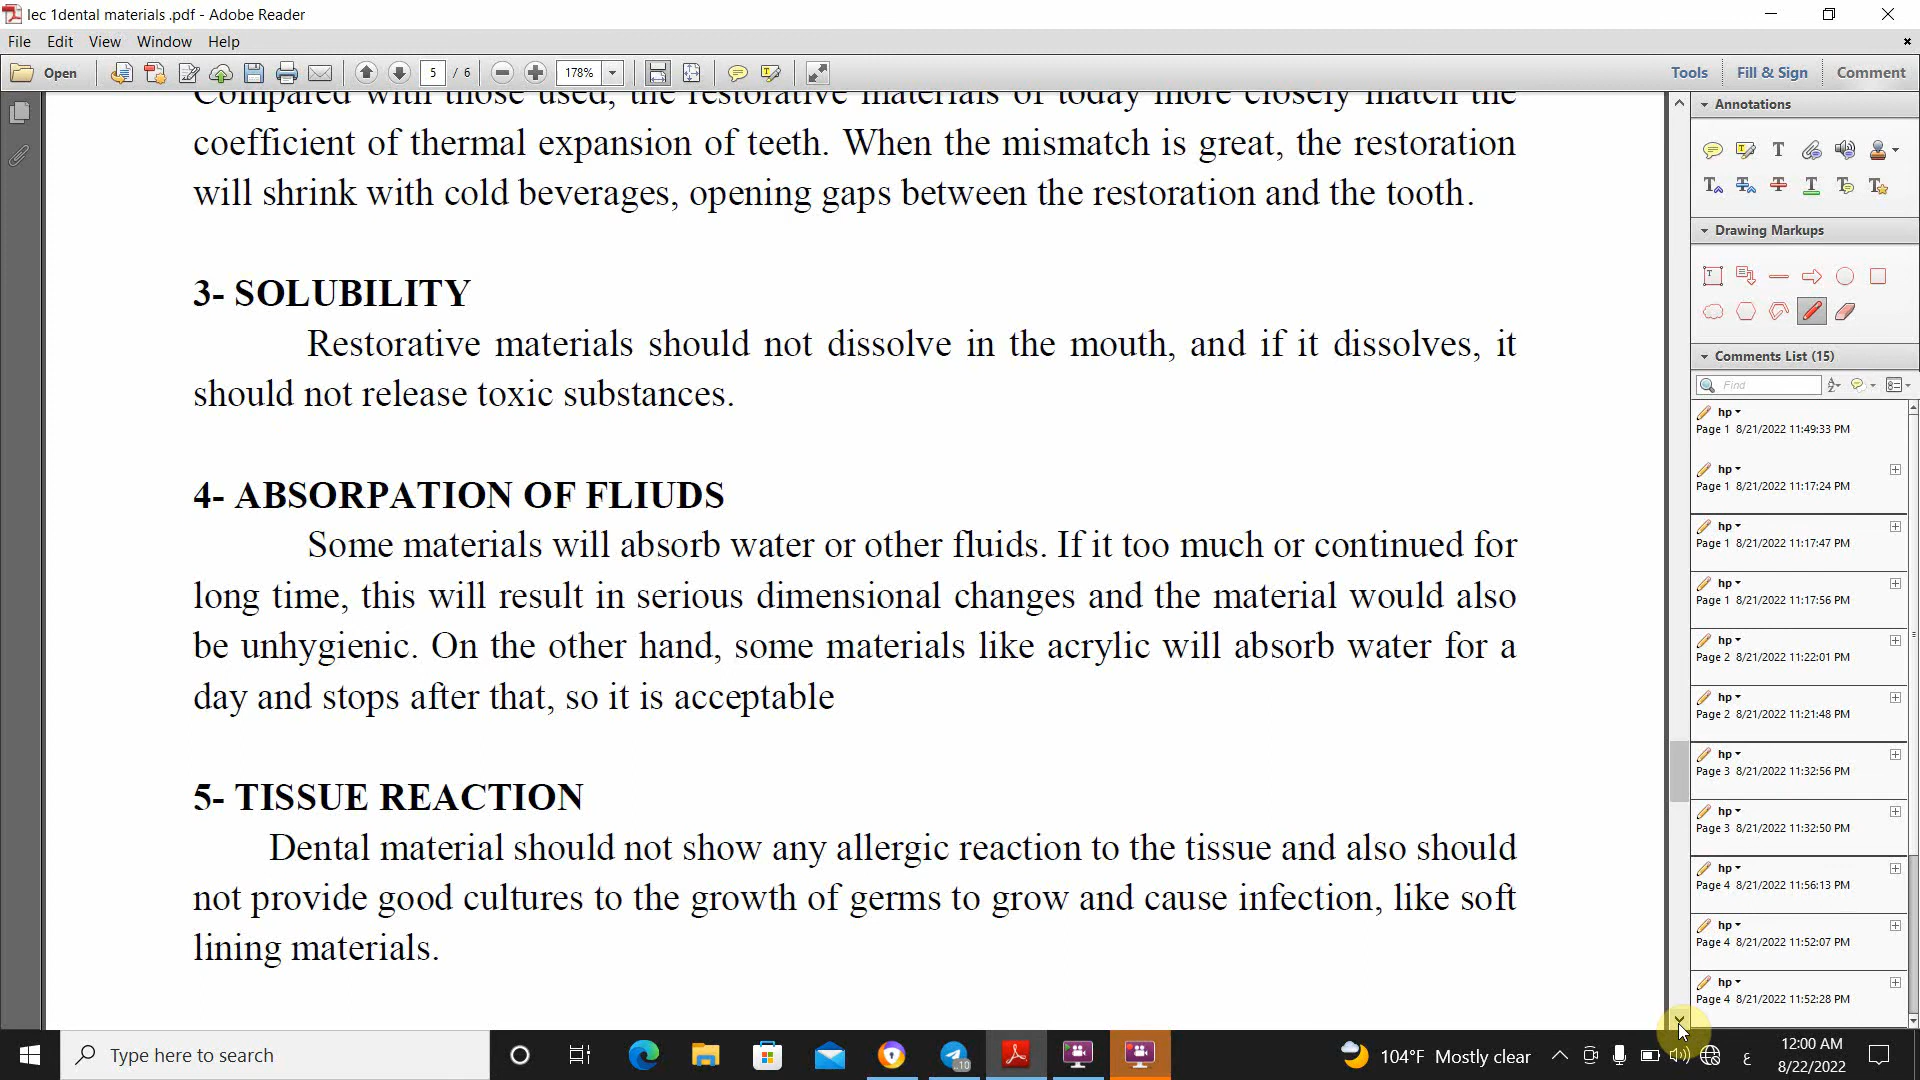 lec 1dental materials .pdf - Adobe Reader
File Edit View Window Help
Open 5 / 6 178% Tools Fill & Sign Comment
Compared with those used, the restorative materials of today more closely match the
coefficient of thermal expansion of teeth. When the mismatch is great, the restoration
will shrink with cold beverages, opening gaps between the restoration and the tooth.
3- SOLUBILITY
Restorative materials should not dissolve in the mouth, and if it dissolves, it
should not release toxic substances.
4- ABSORPATION OF FLIUDS
Some materials will absorb water or other fluids. If it too much or continued for
long time, this will result in serious dimensional changes and the material would also
be unhygienic. On the other hand, some materials like acrylic will absorb water for a
day and stops after that, so it is acceptable
5- TISSUE REACTION
Dental material should not show any allergic reaction to the tissue and also should
not provide good cultures to the growth of germs to grow and cause infection, like soft
lining materials.
Annotations
Drawing Markups
Comments List (15)
Find
hp
Page 1 8/21/2022 11:49:33 PM
hp
Page 1 8/21/2022 11:17:24 PM
hp
Page 1 8/21/2022 11:17:47 PM
hp
Page 1 8/21/2022 11:17:56 PM
hp
Page 2 8/21/2022 11:22:01 PM
hp
Page 2 8/21/2022 11:21:48 PM
hp
Page 3 8/21/2022 11:32:56 PM
hp
Page 3 8/21/2022 11:32:50 PM
hp
Page 4 8/21/2022 11:56:13 PM
hp
Page 4 8/21/2022 11:52:07 PM
hp
Page 4 8/21/2022 11:52:28 PM
Type here to search
10
104°F Mostly clear
ع
12:00 AM
8/22/2022